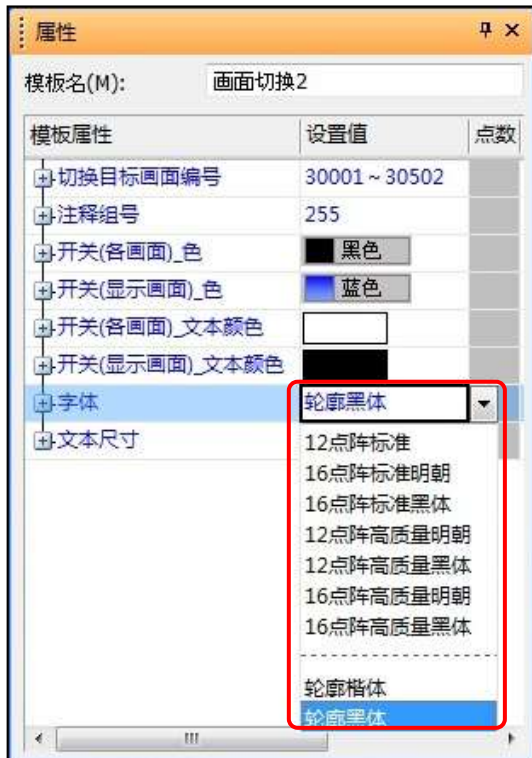 属性
模板名(M): 画面切换2
模板属性 设置值 点数
切换目标画面编号 30001～30502
注释组号 255
开关(各画面)_色 黑色
开关(显示画面)_色 蓝色
开关(各画面)_文本颜色
开关(显示画面)_文本颜色
字体 轮廓黑体
文本尺寸
12点阵标准
16点阵标准明朝
16点阵标准黑体
12点阵高质量明朝
12点阵高质量黑体
16点阵高质量明朝
16点阵高质量黑体
轮廓楷体
轮廓黑体